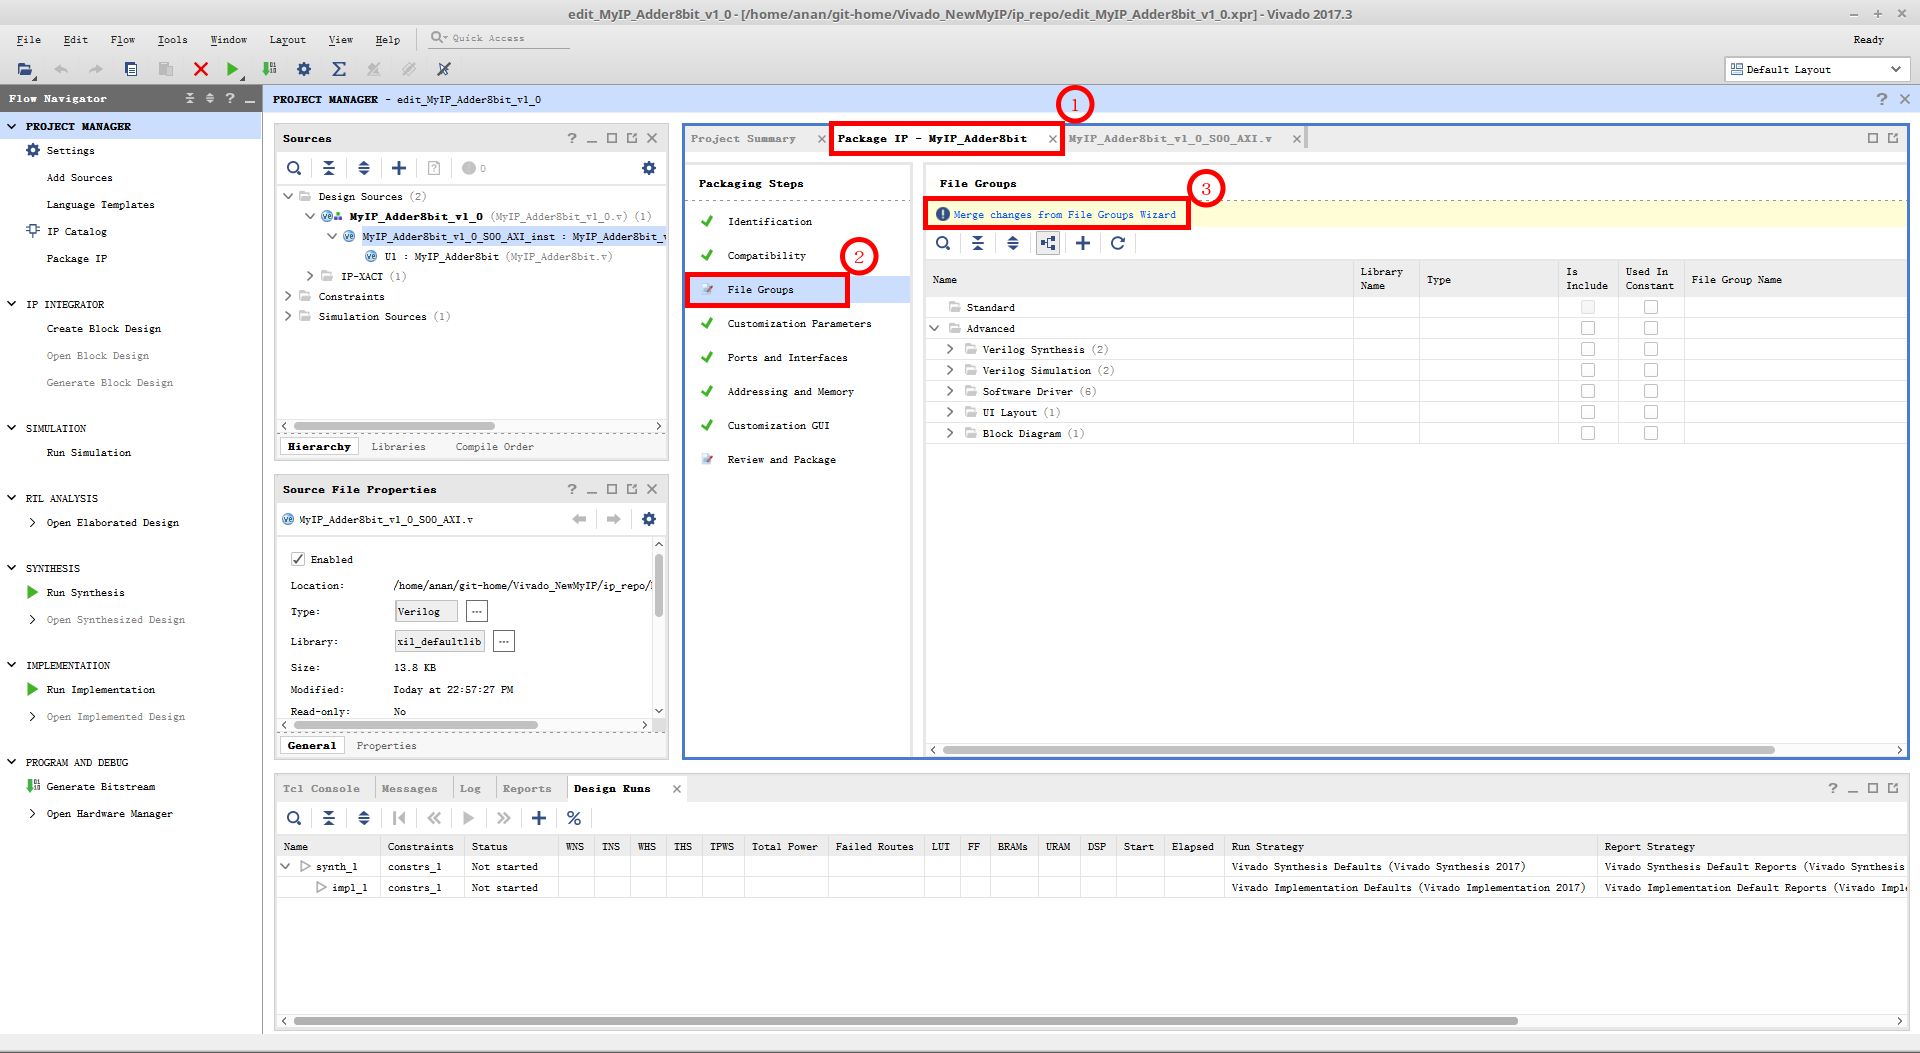 edit_MyIP_Adder8bit_v1_0 - [/home/anan/git-home/Vivado_NewMyIP/ip_repo/edit_MyIP_Adder8bit_v1_0.xpr] - Vivado 2017.3
File Edit Flow Tools Window Layout View Help Quick Access Ready
Default Layout
Flow Navigator
PROJECT MANAGER
Settings
Add Sources
Language Templates
IP Catalog
Package IP
IP INTEGRATOR
Create Block Design
Open Block Design
Generate Block Design
SIMULATION
Run Simulation
RTL ANALYSIS
Open Elaborated Design
SYNTHESIS
Run Synthesis
Open Synthesized Design
IMPLEMENTATION
Run Implementation
Open Implemented Design
PROGRAM AND DEBUG
Generate Bitstream
Open Hardware Manager
PROJECT MANAGER - edit_MyIP_Adder8bit_v1_0
Sources
0
Design Sources (2)
MyIP_Adder8bit_v1_0 (MyIP_Adder8bit_v1_0.v) (1)
MyIP_Adder8bit_v1_0_S00_AXI_inst : MyIP_Adder8bit_v
U1 : MyIP_Adder8bit (MyIP_Adder8bit.v)
IP-XACT (1)
Constraints
Simulation Sources (1)
Hierarchy Libraries Compile Order
Source File Properties
MyIP_Adder8bit_v1_0_S00_AXI.v
Enabled
Location: /home/anan/git-home/Vivado_NewMyIP/ip_repo/
Type: Verilog
Library: xil_defaultlib
Size: 13.8 KB
Modified: Today at 22:57:27 PM
Read-only: No
General Properties
1
Project Summary Package IP - MyIP_Adder8bit MyIP_Adder8bit_v1_0_S00_AXI.v
Packaging Steps
Identification
Compatibility
2
File Groups
Customization Parameters
Ports and Interfaces
Addressing and Memory
Customization GUI
Review and Package
File Groups
3
Merge changes from File Groups Wizard
Name Library Name Type Is Include Used In Constant File Group Name
Standard
Advanced
Verilog Synthesis (2)
Verilog Simulation (2)
Software Driver (6)
UI Layout (1)
Block Diagram (1)
Tcl Console Messages Log Reports Design Runs
Name Constraints Status WNS TNS WHS THS TPWS Total Power Failed Routes LUT FF BRAMs URAM DSP Start Elapsed Run Strategy Report Strategy
synth_1 constrs_1 Not started Vivado Synthesis Defaults (Vivado Synthesis 2017) Vivado Synthesis Default Reports (Vivado Synthesis
impl_1 constrs_1 Not started Vivado Implementation Defaults (Vivado Implementation 2017) Vivado Implementation Default Reports (Vivado Impl